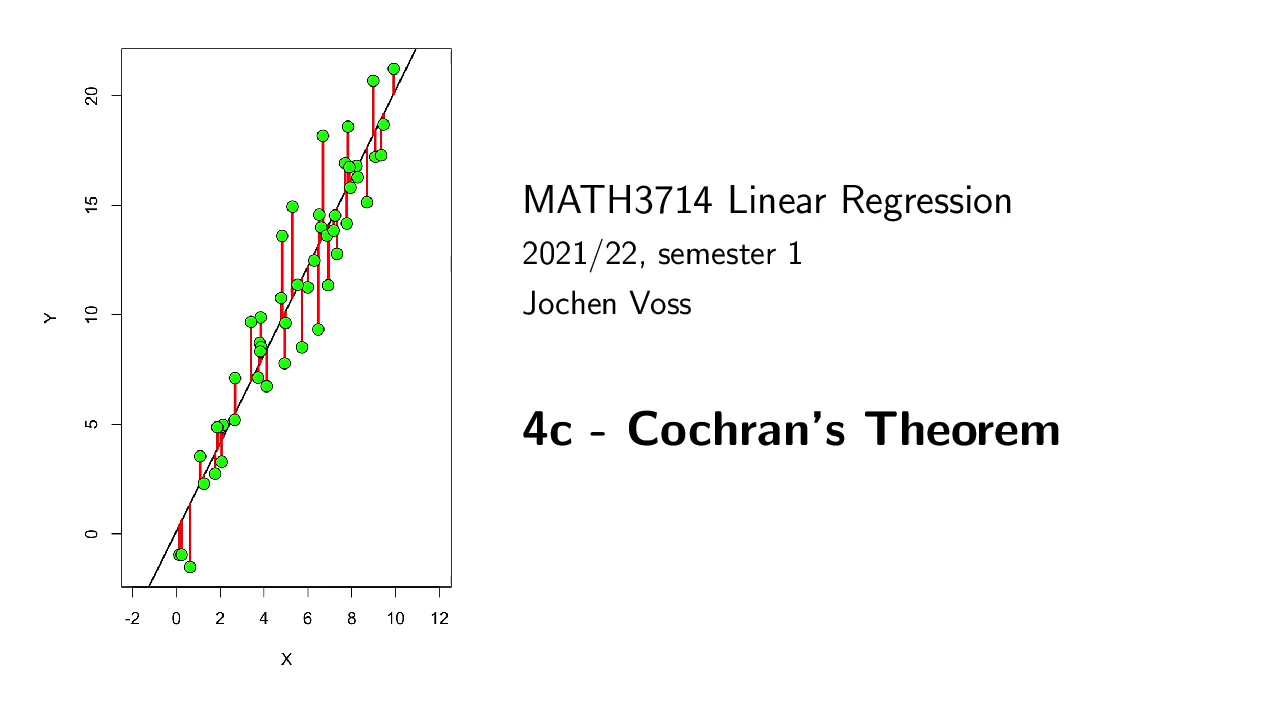 MATH3714 Linear Regression
2021/22, semester 1
Jochen Voss
4c - Cochran's Theorem
Y
20
15
10
5
0
-2 0 2 4 6 8 10 12
X